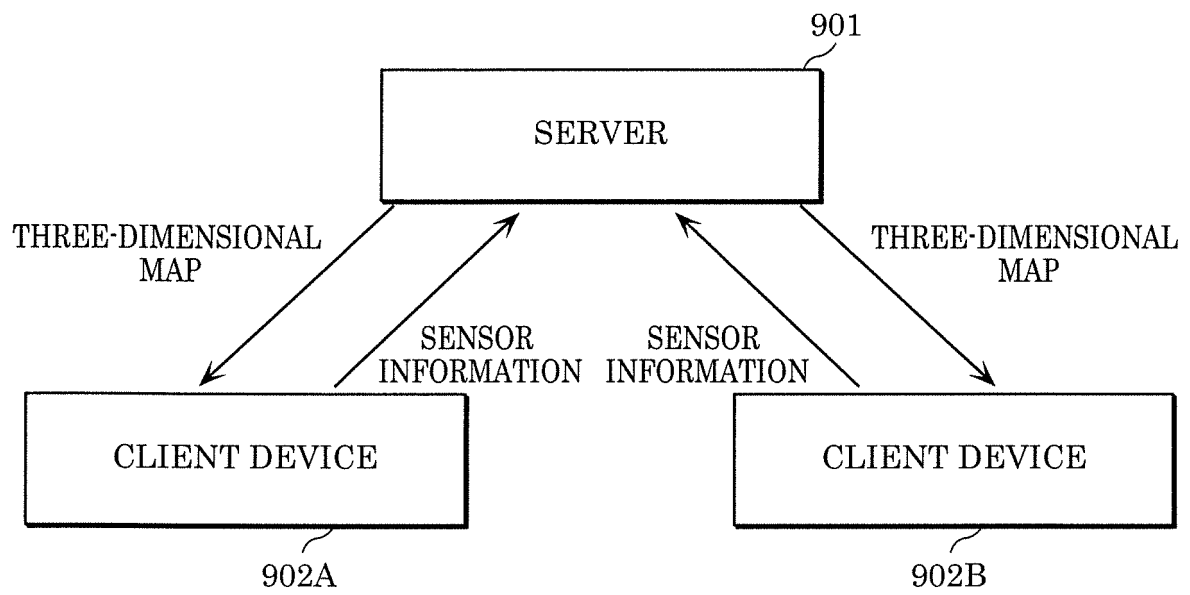 901
SERVER
THREE-DIMENSIONAL
MAP
THREE-DIMENSIONAL
MAP
SENSOR
INFORMATION
SENSOR
INFORMATION
CLIENT DEVICE
CLIENT DEVICE
902A
902B